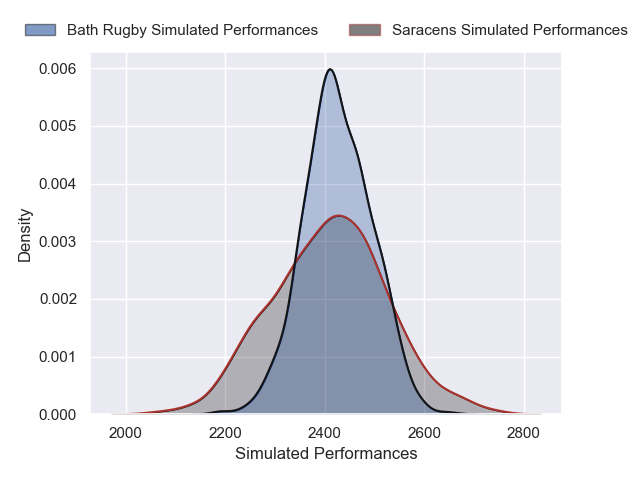 Bath Rugby Simulated Performances Saracens Simulated Performances
0.006
0.005
0.004
0.003
0.002
0.001
0.000
Density
2000 2200 2400 2600 2800
Simulated Performances